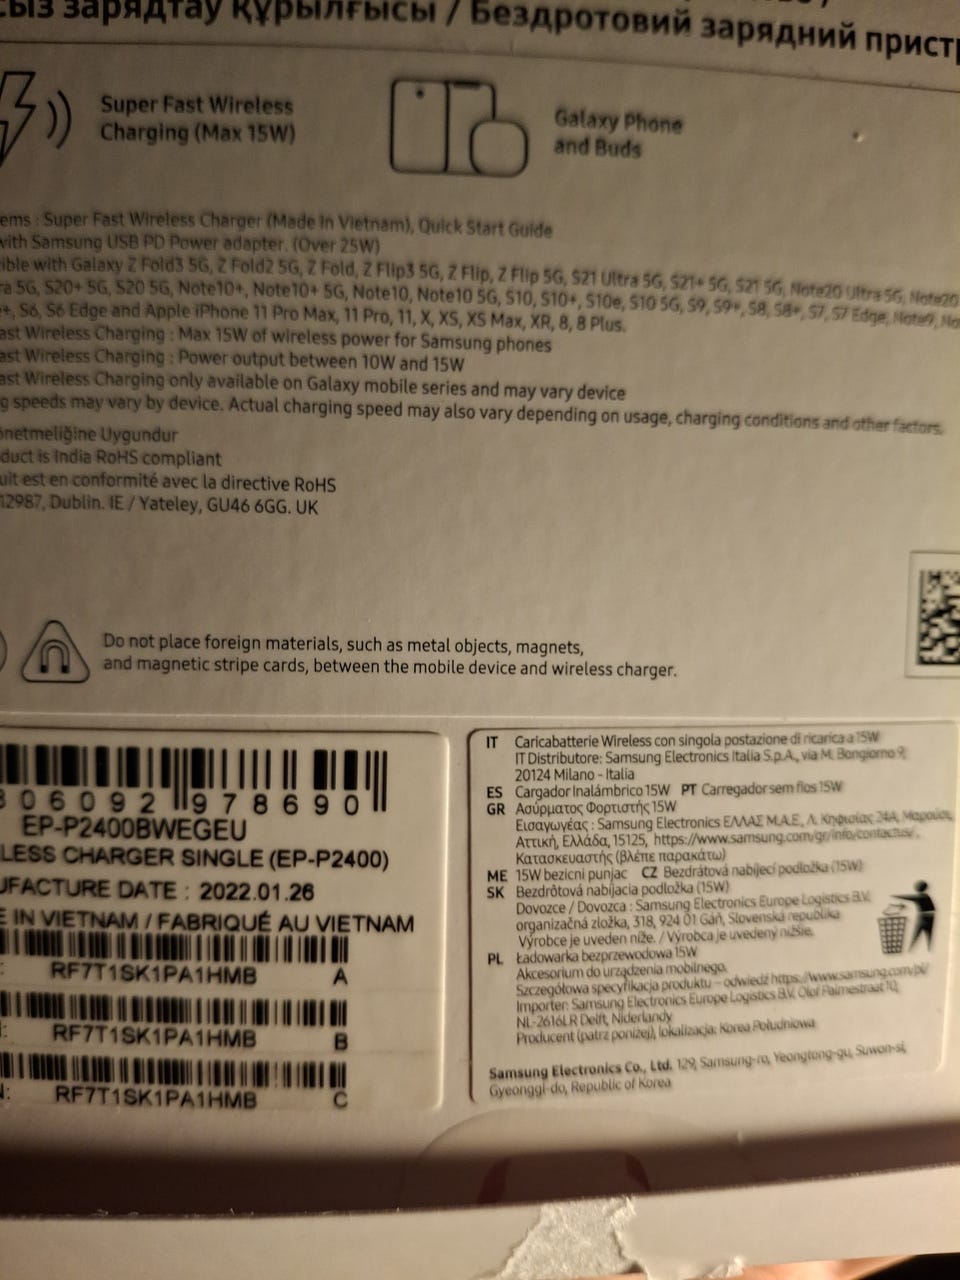 сыз зарядтау құрылғысы / Бездротовий зарядний прист
Super Fast Wireless
Charging (Max 15W)
Galaxy Phone
and Buds
ems : Super Fast Wireless Charger (Made In Vietnam), Quick Start Guide
with Samsung USB PD Power adapter. (Over 25W)
ible with Galaxy Z Fold3 5G, Z Fold2 5G, Z Fold, Z Flip3 5G, Z Flip, Z Flip 5G, S21 Ultra 5G, S21+ 5G, S21 5G, Note20 Ultra 5G, Note20
ra 5G, S20+ 5G, S20 5G, Note10+, Note10+ 5G, Note10, Note10 5G, S10, S10+, S10e, S10 5G, S9, S9+, S8, S8+, S7, S7 Edge, Note9, No
+, S6, S6 Edge and Apple iPhone 11 Pro Max, 11 Pro, 11, X, XS, XS Max, XR, 8, 8 Plus.
ast Wireless Charging : Max 15W of wireless power for Samsung phones
ast Wireless Charging : Power output between 10W and 15W
ast Wireless Charging only available on Galaxy mobile series and may vary device
g speeds may vary by device. Actual charging speed may also vary depending on usage, charging conditions and other factors.
önetmeliğine Uygundur
duct is India RoHS compliant
uit est en conformité avec la directive RoHS
12987, Dublin. IE / Yateley, GU46 6GG. UK
Do not place foreign materials, such as metal objects, magnets,
and magnetic stripe cards, between the mobile device and wireless charger.
806092 978690
EP-P2400BWEGEU
LESS CHARGER SINGLE (EP-P2400)
UFACTURE DATE : 2022.01.26
E IN VIETNAM / FABRIQUÉ AU VIETNAM
RF7T1SK1PA1HMB A
RF7T1SK1PA1HMB B
N: RF7T1SK1PA1HMB C
IT Caricabatterie Wireless con singola postazione di ricarica a 15W
IT Distributore: Samsung Electronics Italia S.p.A., via M. Bongiorno 9,
20124 Milano - Italia
ES Cargador Inalámbrico 15W PT Carregador sem fios 15W
GR Ασύρματος Φορτιστής 15W
Εισαγωγέας : Samsung Electronics ΕΛΛΑΣ Μ.Α.Ε., Λ. Κηφισίας 24Α, Μαρούσι,
Αττική, Ελλάδα, 15125, https://www.samsung.com/gr/info/contactus/ .
Κατασκευαστής (βλέπε παρακάτω)
ME 15W bezicni punjac CZ Bezdrátová nabíjecí podložka (15W)
SK Bezdrôtová nabíjacia podložka (15W)
Dovozce / Dovozca : Samsung Electronics Europe Logistics B.V.
organizačná zložka, 318, 924 01 Gáň, Slovenská republika
Výrobce je uveden níže. / Výrobca je uvedený nižšie.
PL Ładowarka bezprzewodowa 15W
Akcesorium do urządzenia mobilnego.
Szczegółowa specyfikacja produktu – odwiedź https://www.samsung.com/pl/
Importer: Samsung Electronics Europe Logistics B.V. Olof Palmestraat 10,
NL-2616LR Delft, Niderlandy
Producent (patrz poniżej), lokalizacja: Korea Południowa
Samsung Electronics Co., Ltd. 129, Samsung-ro, Yeongtong-gu, Suwon-si,
Gyeonggi-do, Republic of Korea